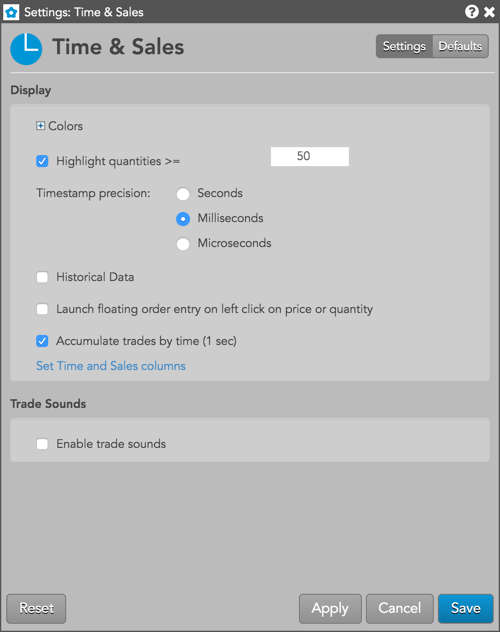 Settings: Time & Sales
Time & Sales
Settings Defaults
Display
Colors
Highlight quantities >= 50
Timestamp precision: Seconds
Milliseconds
Microseconds
Historical Data
Launch floating order entry on left click on price or quantity
Accumulate trades by time (1 sec)
Set Time and Sales columns
Trade Sounds
Enable trade sounds
Reset Apply Cancel Save